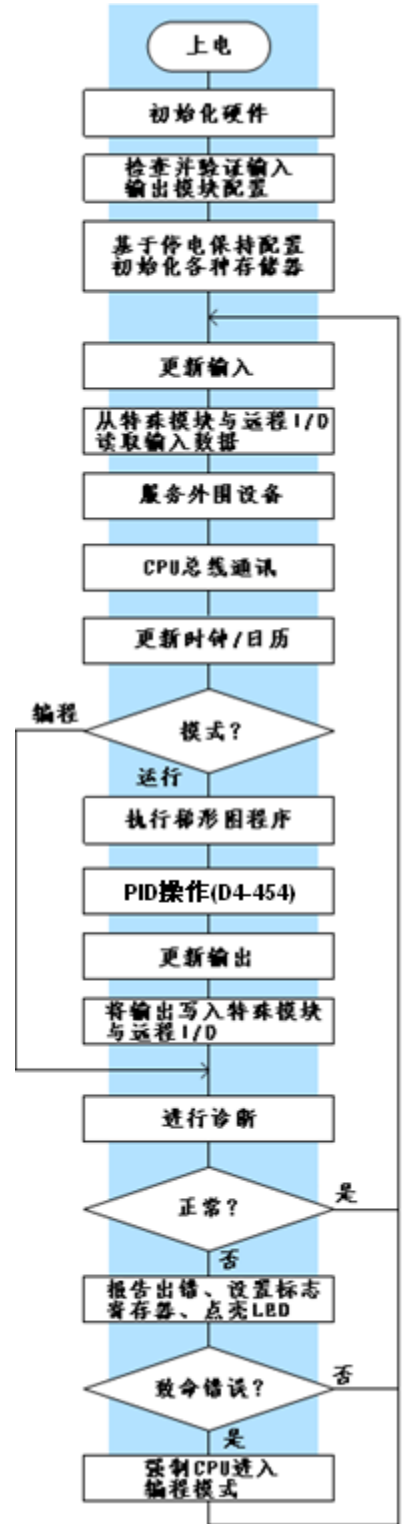 上电
初始化硬件
检查并验证输入
输出模块配置
基于停电保持配置
初始化各种存储器
更新输入
从特殊模块与远程I/O
读取输入数据
服务外围设备
CPU总线通讯
更新时钟/日历
编程
模式?
运行
执行梯形图程序
PID操作(D4-454)
更新输出
将输出写入特殊模块
与远程I/O
进行诊断
正常?
是
否
报告出错、设置标志
寄存器、点亮LED
致命错误?
否
是
强制CPU进入
编程模式